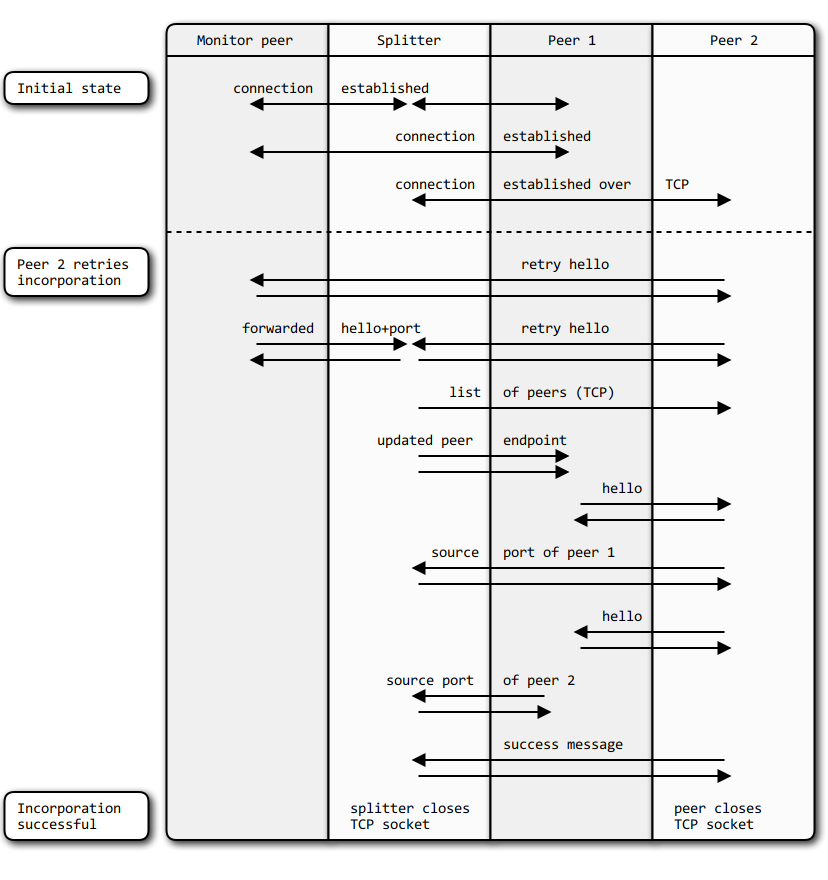 Monitor peer Splitter Peer 1 Peer 2
Initial state
connection established
connection established
connection established over TCP
Peer 2 retries
incorporation
retry hello
forwarded hello+port retry hello
list of peers (TCP)
updated peer endpoint
hello
source port of peer 1
hello
source port of peer 2
success message
Incorporation
successful
splitter closes
TCP socket
peer closes
TCP socket